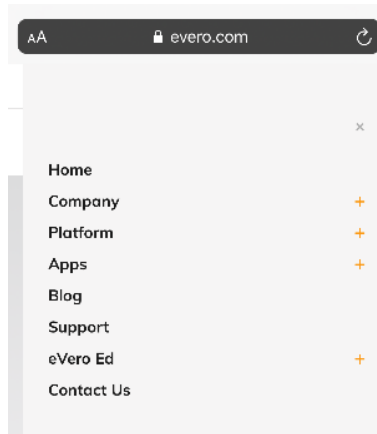 AA evero.com
×
Home
Company +
Platform +
Apps +
Blog
Support
eVero Ed +
Contact Us